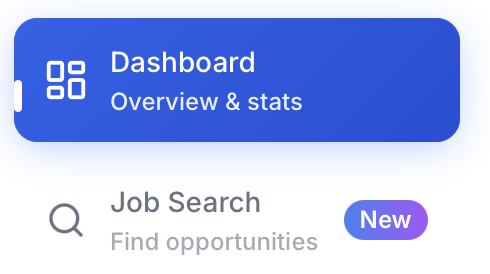 Dashboard
Overview & stats
Job Search
New
Find opportunities